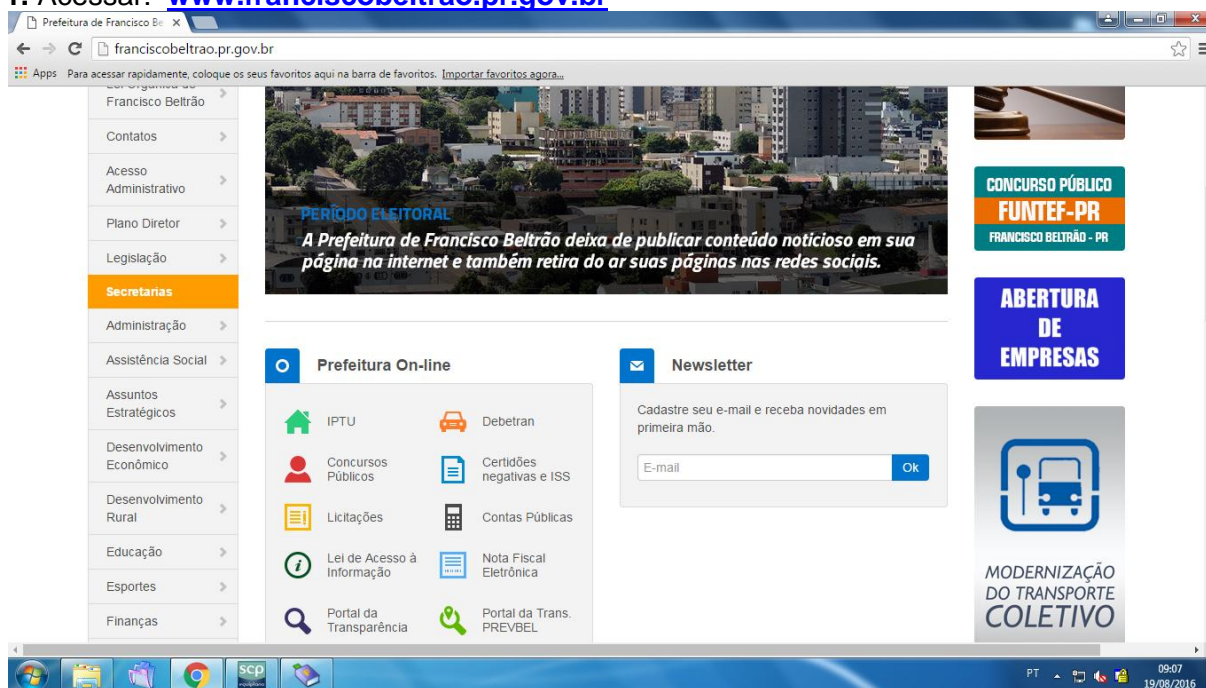 1. Acessar: www.franciscobeltrao.pr.gov.br
Prefeitura de Francisco Be
franciscobeltrao.pr.gov.br
Apps Para acessar rapidamente, coloque os seus favoritos aqui na barra de favoritos. Importar favoritos agora...
Lei Orgânica de
Francisco Beltrão
Contatos
Acesso
Administrativo
Plano Diretor
Legislação
Secretarias
Administração
Assistência Social
Assuntos
Estratégicos
Desenvolvimento
Econômico
Desenvolvimento
Rural
Educação
Esportes
Finanças
PERÍODO ELEITORAL
A Prefeitura de Francisco Beltrão deixa de publicar conteúdo noticioso em sua
página na internet e também retira do ar suas páginas nas redes sociais.
Prefeitura On-line
IPTU
Debetran
Concursos
Públicos
Certidões
negativas e ISS
Licitações
Contas Públicas
Lei de Acesso à
Informação
Nota Fiscal
Eletrônica
Portal da
Transparência
Portal da Trans.
PREVBEL
Newsletter
Cadastre seu e-mail e receba novidades em
primeira mão.
E-mail
Ok
CONCURSO PÚBLICO
FUNTEF-PR
FRANCISCO BELTRÃO - PR
ABERTURA
DE
EMPRESAS
MODERNIZAÇÃO
DO TRANSPORTE
COLETIVO
scp
PT
09:07
19/08/2016